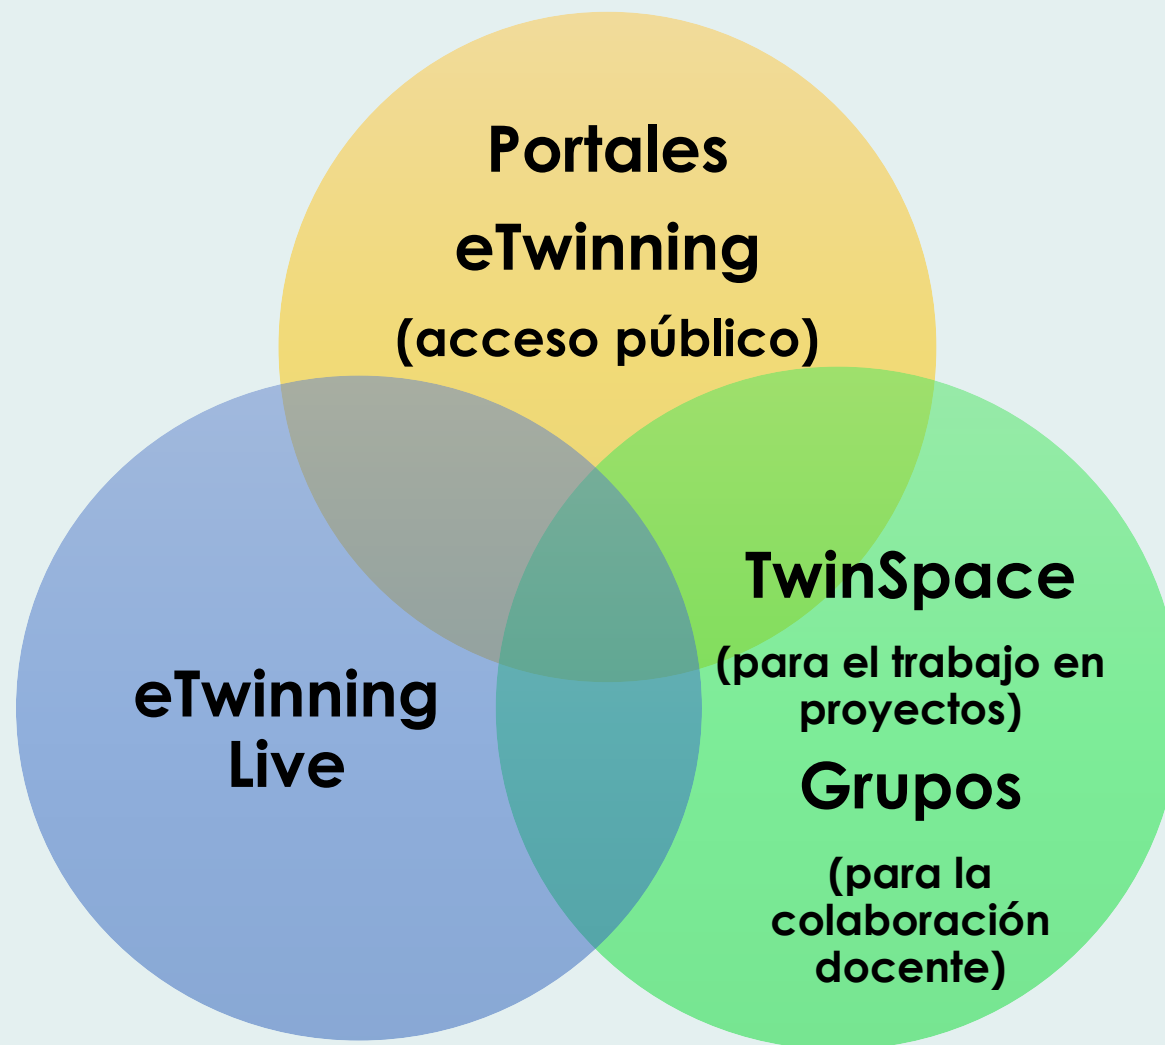 Portales
eTwinning
(acceso público)
eTwinning
Live
TwinSpace
(para el trabajo en
proyectos)
Grupos
(para la
colaboración
docente)